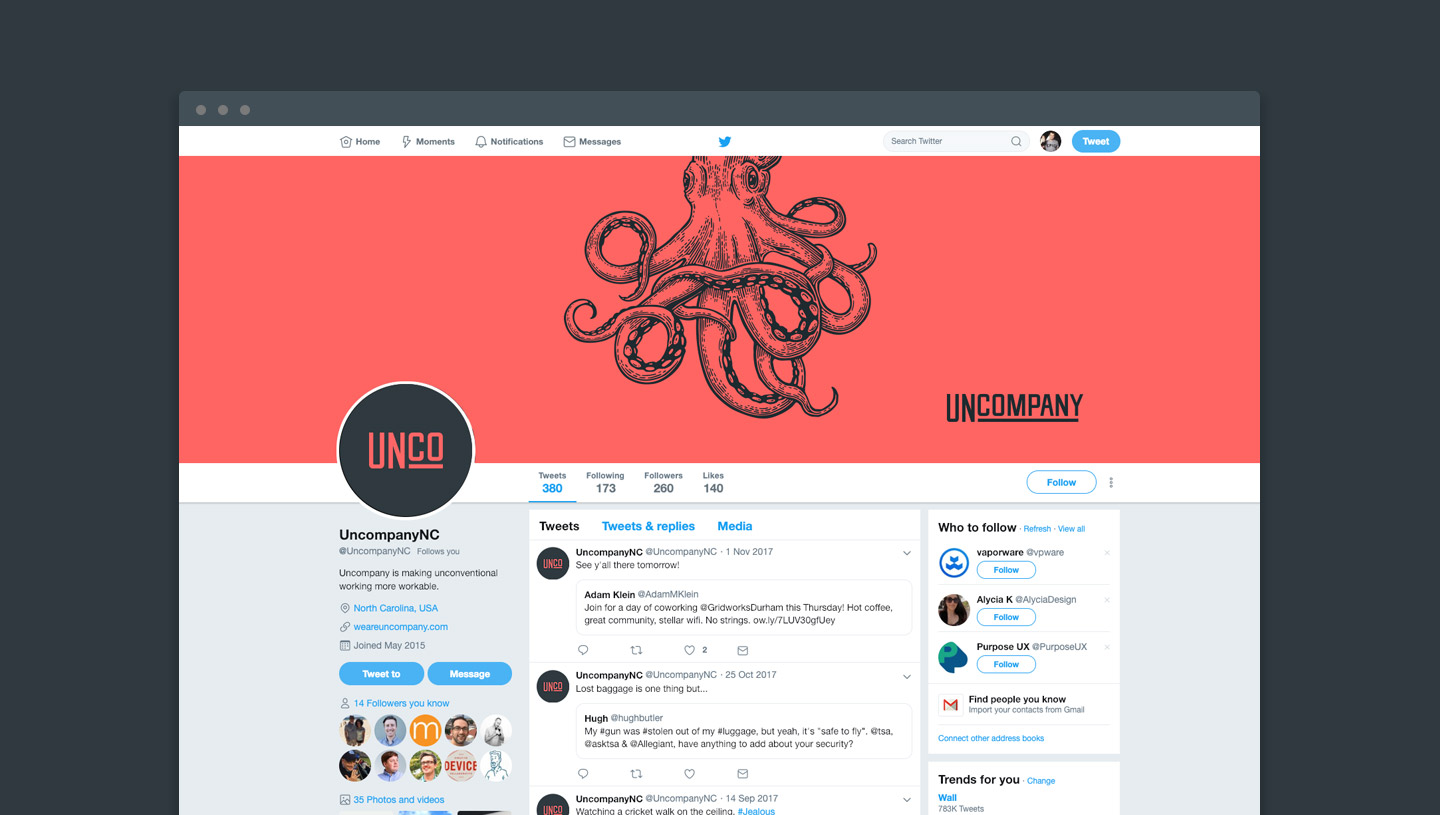 Home Moments Notifications Messages Search Twitter Tweet
UNCOMPANY
UNCO
Tweets Following Followers Likes
380 173 260 140
Follow
UncompanyNC
@UncompanyNC Follows you
Uncompany is making unconventional
working more workable.
North Carolina, USA
weareuncompany.com
Joined May 2015
Tweet to Message
14 Followers you know
m
DEVICE
35 Photos and videos
Tweets Tweets & replies Media
UNCO
UncompanyNC @UncompanyNC · 1 Nov 2017
See y'all there tomorrow!
Adam Klein @AdamMKlein
Join for a day of coworking @GridworksDurham this Thursday! Hot coffee,
great community, stellar wifi. No strings. ow.ly/7LUV30gfUey
2
UNCO
UncompanyNC @UncompanyNC · 25 Oct 2017
Lost baggage is one thing but...
Hugh @hughbutler
My #gun was #stolen out of my #luggage, but yeah, it's "safe to fly". @tsa,
@asktsa & @Allegiant, have anything to add about your security?
UNCO
UncompanyNC @UncompanyNC · 14 Sep 2017
Watching a cricket walk on the ceiling. #Jealous
Who to follow · Refresh · View all
vaporware @vpware
Follow
Alycia K @AlyciaDesign
Follow
Purpose UX @PurposeUX
Follow
Find people you know
Import your contacts from Gmail
Connect other address books
Trends for you · Change
Wall
783K Tweets